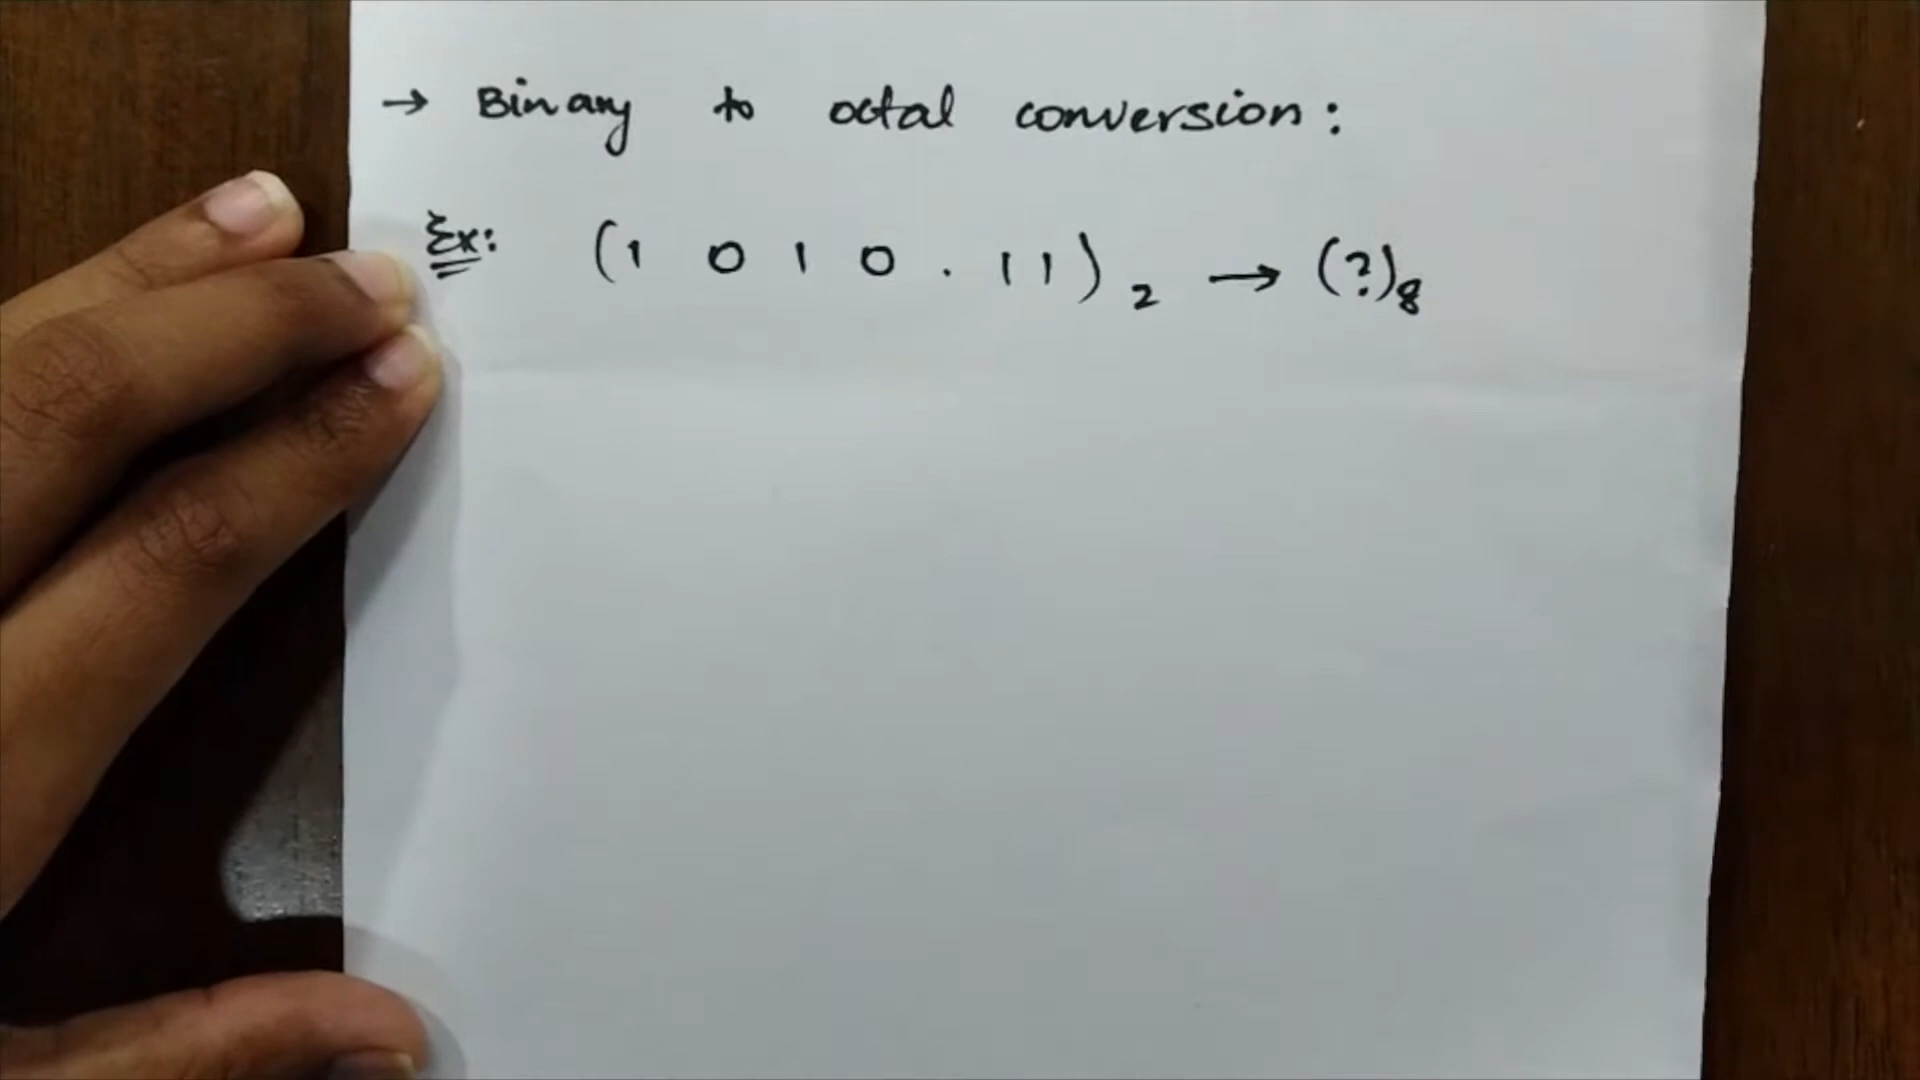 → Binary to octal conversion:
Ex: (1 0 1 0 . 1 1)₂ → (?)₈